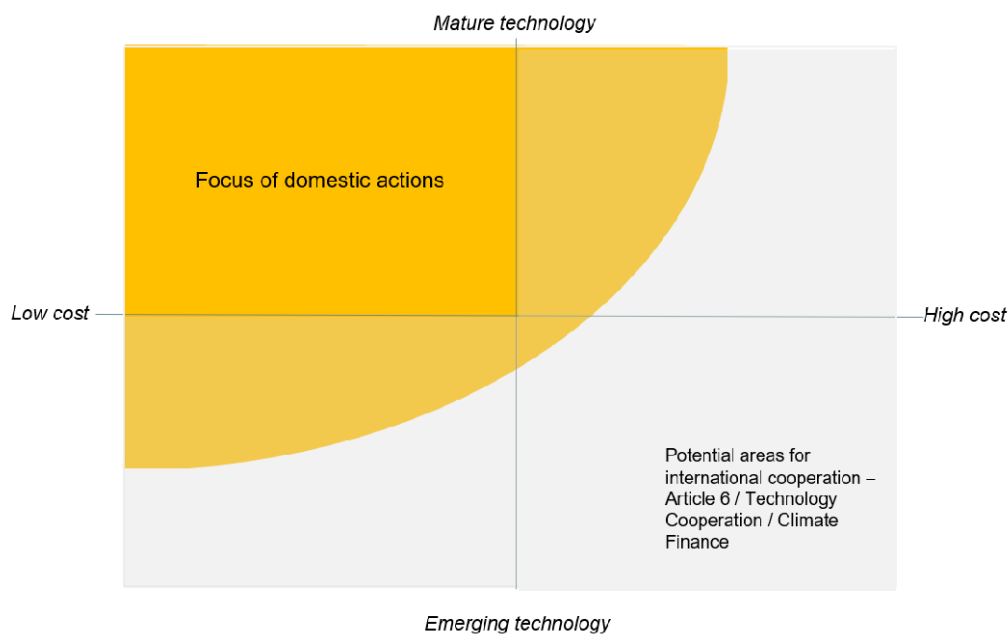 Mature technology
Focus of domestic actions
Low cost
High cost
Potential areas for
international cooperation –
Article 6 / Technology
Cooperation / Climate
Finance
Emerging technology